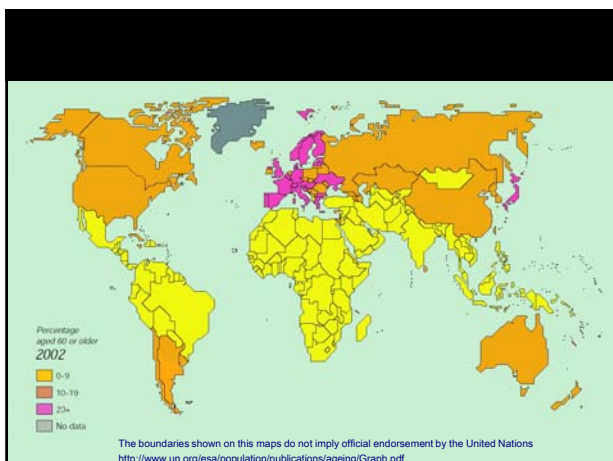 Percentage
aged 60 or older
2002
0-9
10-19
20+
No data
The boundaries shown on this maps do not imply official endorsement by the United Nations
http://www.un.org/esa/population/publications/ageing/Graph.pdf